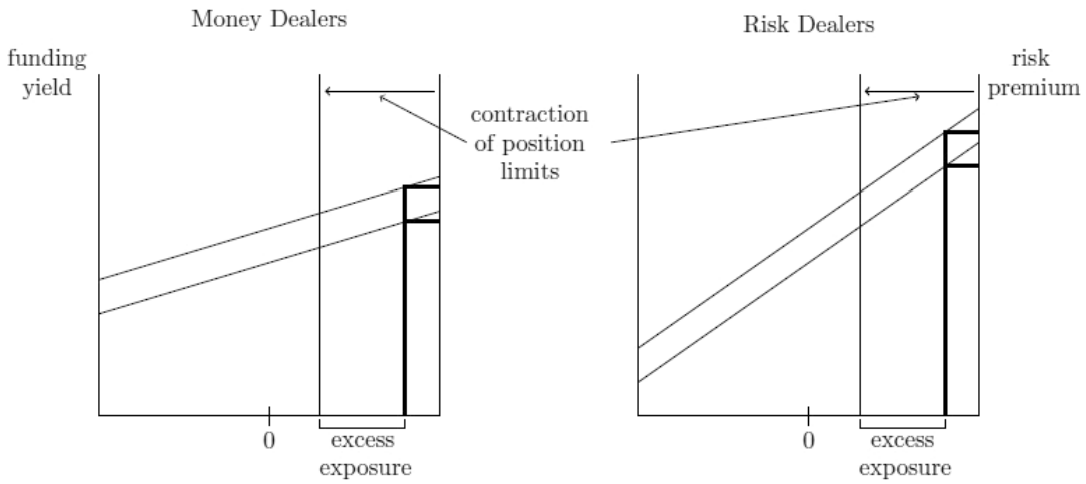 Money Dealers
funding
yield
contraction
of position
limits
0
excess
exposure
Risk Dealers
risk
premium
0
excess
exposure